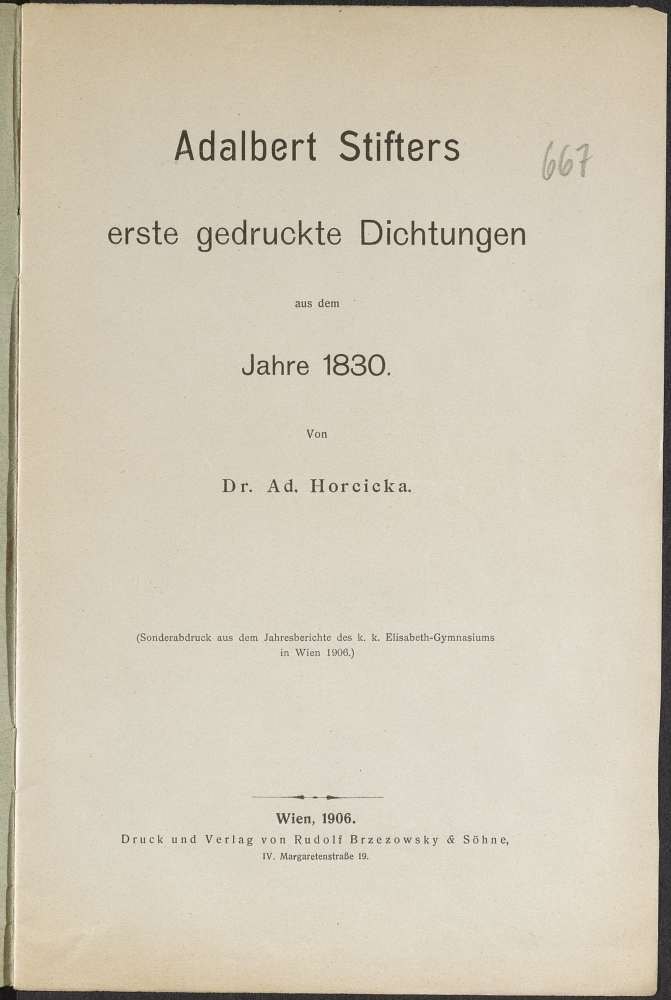 Adalbert Stifters
667
erste gedruckte Dichtungen
aus dem
Jahre 1830.
Von
Dr. Ad. Horcicka.
(Sonderabdruck aus dem Jahresberichte des k. k. Elisabeth-Gymnasiums
in Wien 1906.)
Wien, 1906.
Druck und Verlag von Rudolf Brzezowsky & Söhne,
IV. Margaretenstraße 19.